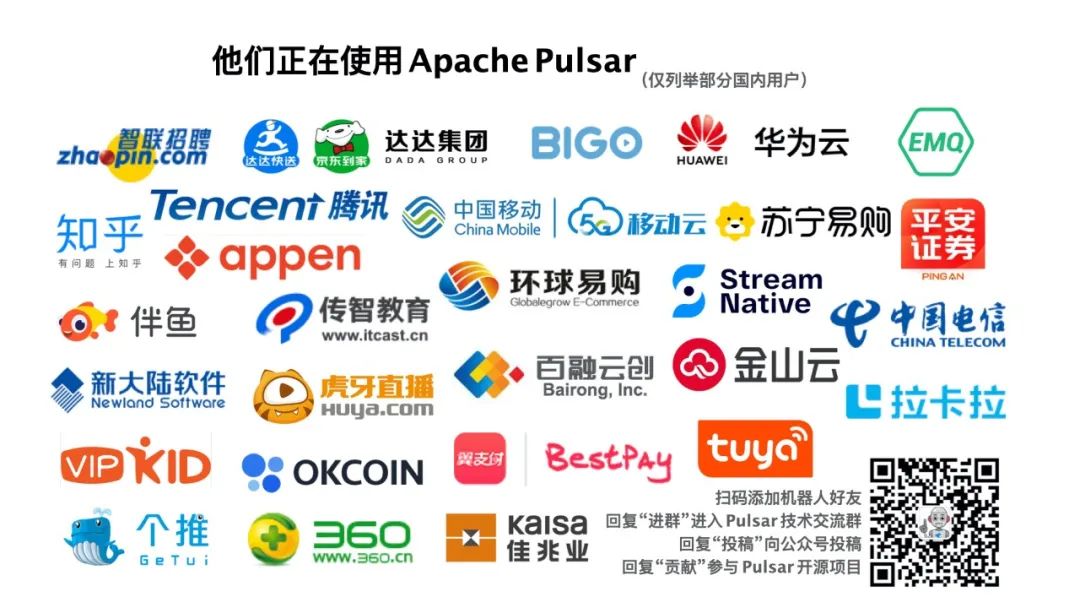 他们正在使用 Apache Pulsar
（仅列举部分国内用户）
智联招聘
zhaopin.com
达达快送
京东到家
达达集团
DADA GROUP
BIGO
HUAWEI
华为云
EMQ
知乎
有问题 上知乎
Tencent 腾讯
中国移动
China Mobile
5G
移动云
苏宁易购
平安
证券
PINGAN
appen
环球易购
Globalegrow E-Commerce
Stream
Native
伴鱼
传智教育
www.itcast.cn
中国电信
CHINA TELECOM
新大陆软件
Newland Software
虎牙直播
HUYA.com
百融云创
Bairong, Inc.
金山云
拉卡拉
VIP KID
OKCOIN
翼支付
BestPay
tuya
个推
GeTui
360
www.360.cn
KAISA
佳兆业
扫码添加机器人好友
回复“进群”进入 Pulsar 技术交流群
回复“投稿”向公众号投稿
回复“贡献”参与 Pulsar 开源项目